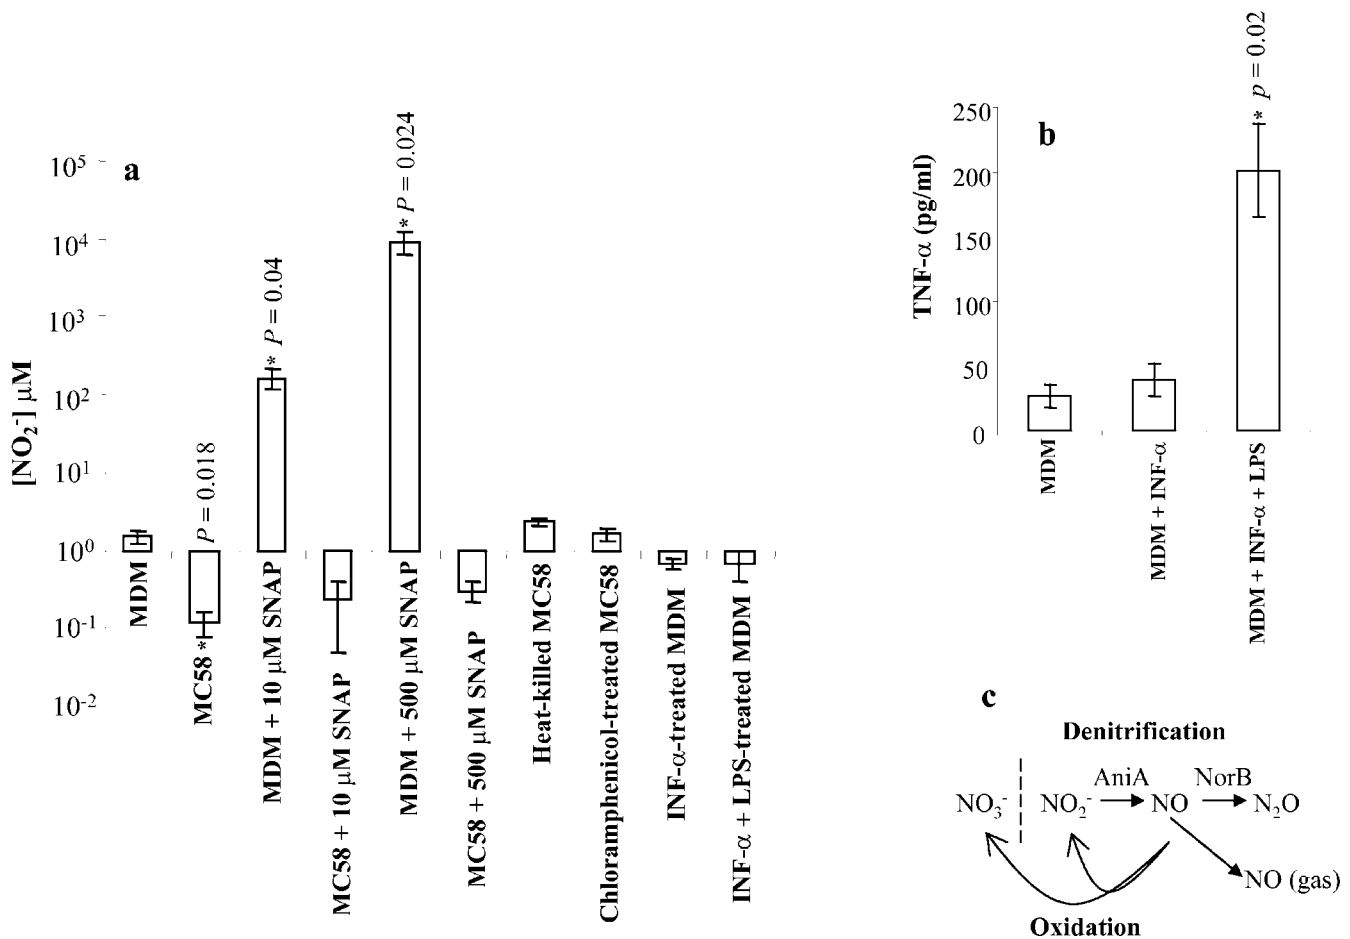 a
[NO₂⁻] μM
10⁵
10⁴
10³
10²
10¹
10⁰
10⁻¹
10⁻²
P = 0.018
* P = 0.04
* P = 0.024
MDM
MC58 *
MDM + 10 μM SNAP
MC58 + 10 μM SNAP
MDM + 500 μM SNAP
MC58 + 500 μM SNAP
Heat-killed MC58
Chloramphenicol-treated MC58
INF-α-treated MDM
INF-α + LPS-treated MDM
b
TNF-α (pg/ml)
250
200
150
100
50
0
* p = 0.02
MDM
MDM + INF-α
MDM + INF-α + LPS
c
Denitrification
AniA NorB
NO₃⁻ NO₂⁻ NO N₂O
NO (gas)
Oxidation